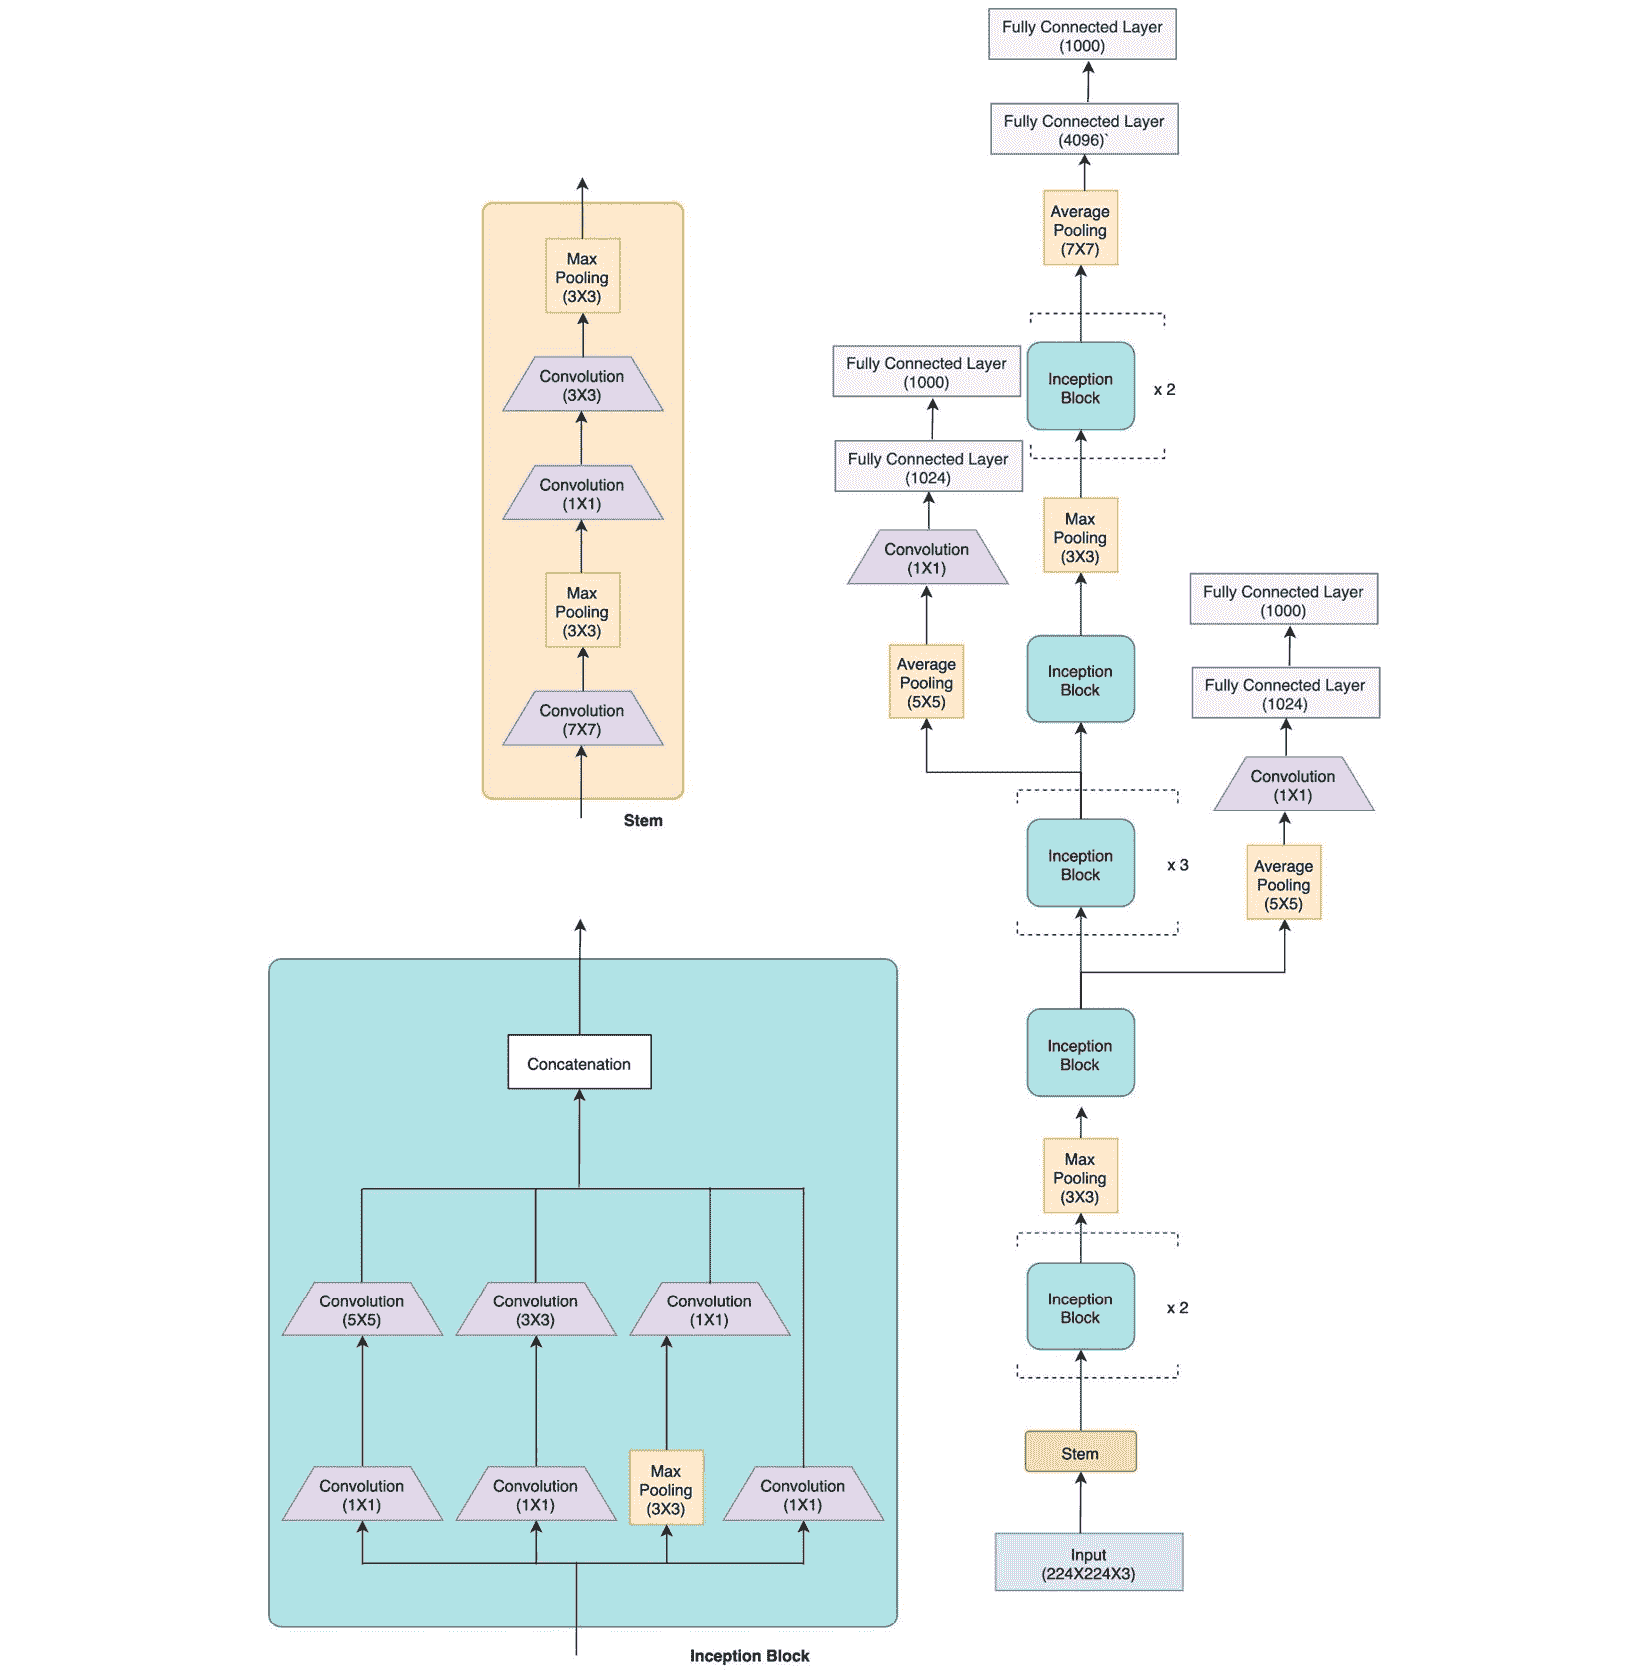 Fully Connected Layer
(1000)
Fully Connected Layer
(4096)`
Average
Pooling
(7X7)
Inception
Block
x 2
Max
Pooling
(3X3)
Inception
Block
Fully Connected Layer
(1000)
Fully Connected Layer
(1024)
Convolution
(1X1)
Average
Pooling
(5X5)
Inception
Block
x 3
Fully Connected Layer
(1000)
Fully Connected Layer
(1024)
Convolution
(1X1)
Average
Pooling
(5X5)
Inception
Block
Max
Pooling
(3X3)
Inception
Block
x 2
Stem
Input
(224X224X3)
Max
Pooling
(3X3)
Convolution
(3X3)
Convolution
(1X1)
Max
Pooling
(3X3)
Convolution
(7X7)
Stem
Concatenation
Convolution
(5X5)
Convolution
(3X3)
Convolution
(1X1)
Convolution
(1X1)
Convolution
(1X1)
Max
Pooling
(3X3)
Convolution
(1X1)
Inception Block